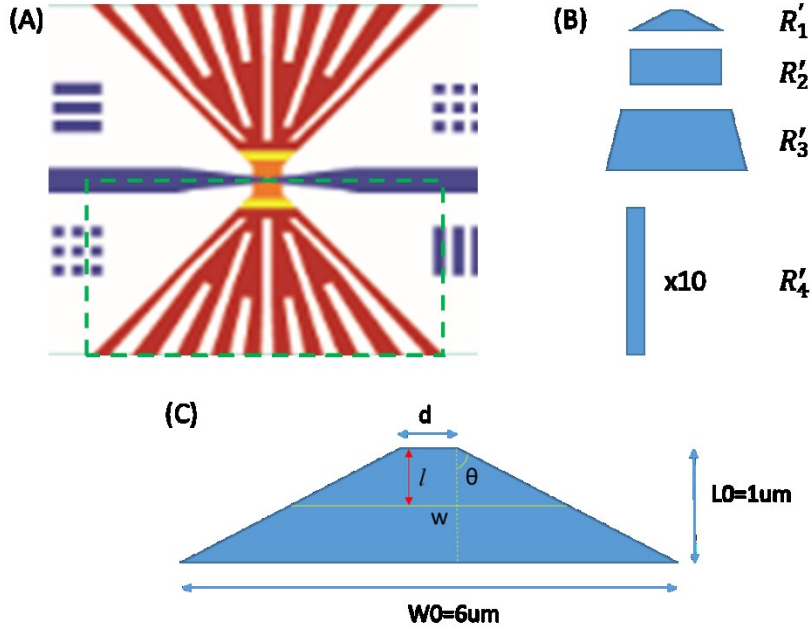 (A)
(B)
R′₁
R′₂
R′₃
x10
R′₄
(C)
d
l
θ
w
L0=1um
W0=6um